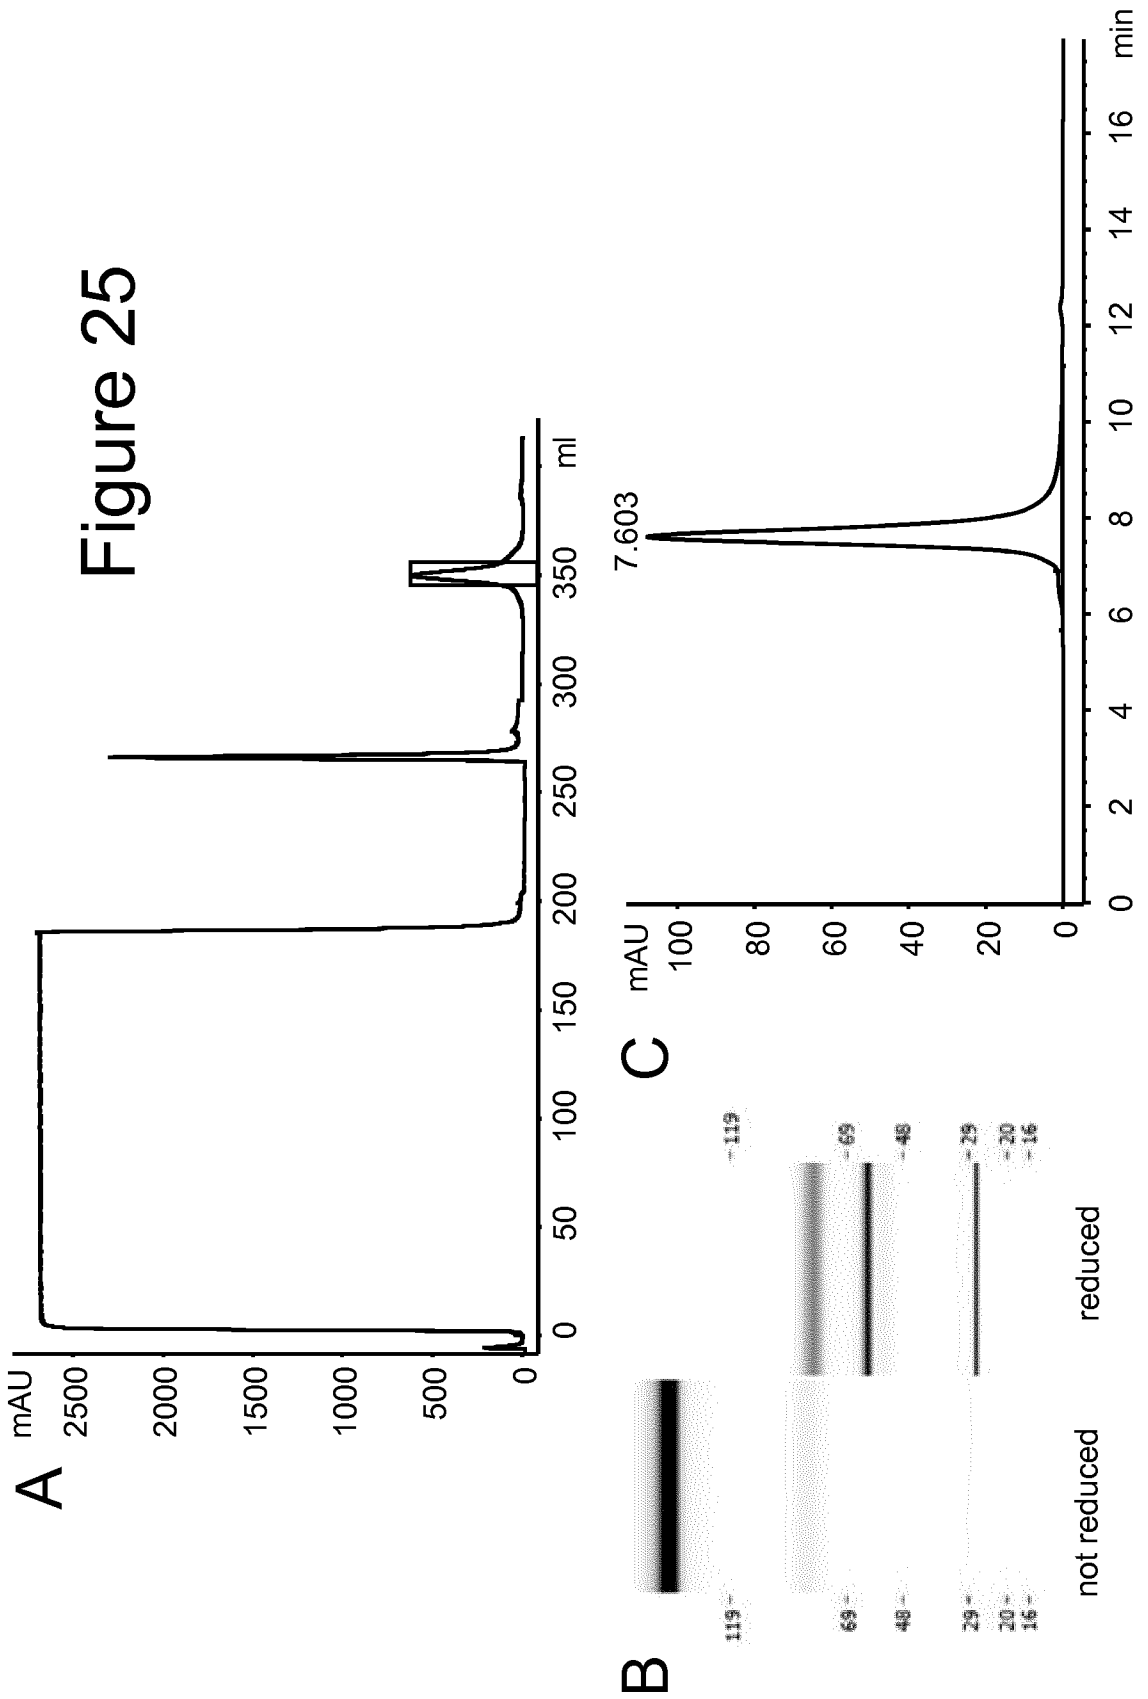 Figure 25
A
mAU
2500
2000
1500
1000
500
0
0 50 100 150 200 250 300 350 ml
B
119- -119
69- -69
48- -48
29- -29
20- -20
16- -16
not reduced reduced
C
mAU
7.603
100
80
60
40
20
0
0 2 4 6 8 10 12 14 16 min